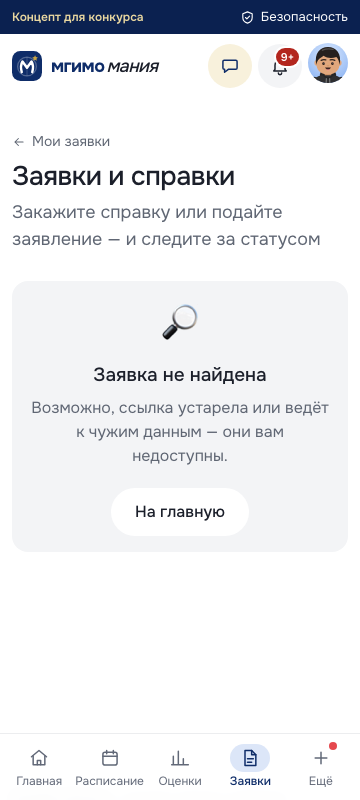 Концепт для конкурса
Безопасность
мгимо мания
9+
← Мои заявки
Заявки и справки
Закажите справку или подайте
заявление — и следите за статусом
Заявка не найдена
Возможно, ссылка устарела или ведёт
к чужим данным — они вам
недоступны.
На главную
Главная
Расписание
Оценки
Заявки
Ещё